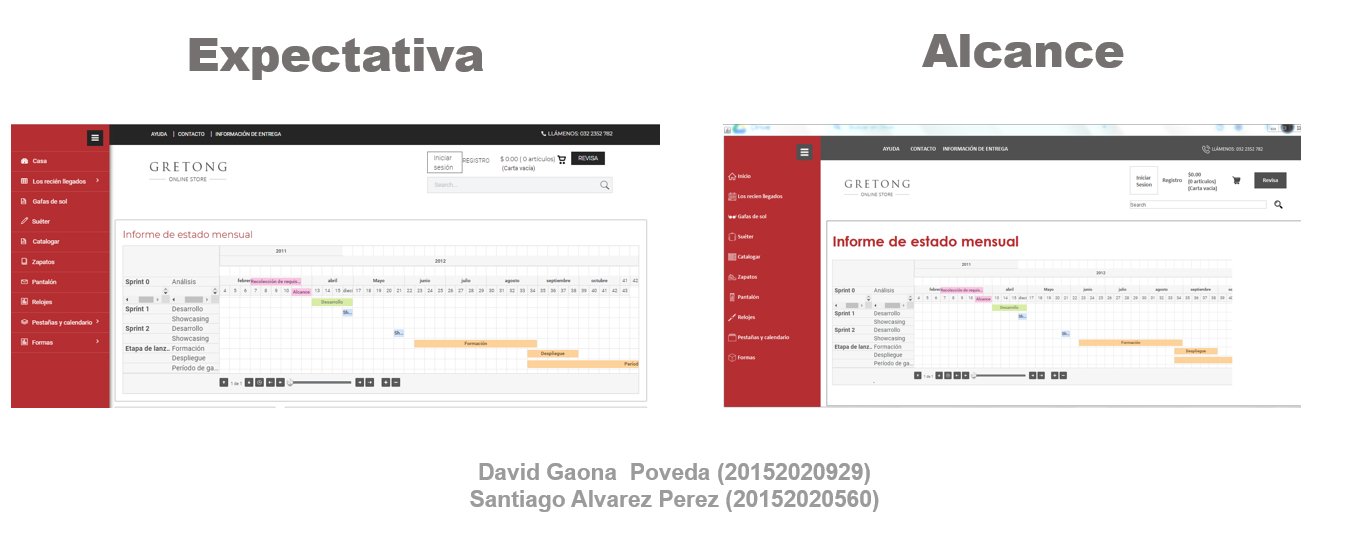 Expectativa
Alcance
AYUDA | CONTACTO | INFORMACIÓN DE ENTREGA
LLÁMENOS: 032 2352 782
Casa
Los recién llegados
Gafas de sol
Suéter
Catalogar
Zapatos
Pantalón
Relojes
Pestañas y calendario
Formas
GRETONG
ONLINE STORE
Iniciar sesión
REGISTRO
$ 0.00 ( 0 artículos)
(Carta vacía)
REVISA
Search...
Informe de estado mensual
2011
2012
febrer
abril
Mayo
junio
julio
agosto
septiembre
octubre
41 42
4 5 6 7 8 9 10
13 14 15 dieci 17 18 19 20 21 22 23 24 25 26 27 28 29 30 31 32 33 34 35 36 37 38 39 40 41 42 43
Sprint 0 Análisis
Sprint 1 Desarrollo
Showcasing
Sprint 2 Desarrollo
Showcasing
Etapa de lanz.. Formación
Despliegue
Período de ga...
Recolección de requis...
Alcance
Desarrollo
Sh...
Sh...
Formación
Despliegue
Períod
1 de 1
AYUDA CONTACTO INFORMACIÓN DE ENTREGA
LLÁMENOS: 032 2352 782
Inicio
Los recien llegados
Gafas de sol
Suéter
Catalogar
Zapatos
Pantalón
Relojes
Pestañas y calendario
Formas
GRETONG
ONLINE STORE
Iniciar
Sesion
Registro
$0.00
(0 artículos)
(Carta vacía)
Revisa
Search
Informe de estado mensual
2011
2012
febrer
abril
Mayo
junio
julio
agosto
septiembre
4 5 6 7 8 9 10
13 14 15 dieci 17 18 19 20 21 22 23 24 25 26 27 28 29 30 31 32 33 34 35 36 37 38 39
Sprint 0 Análisis
Sprint 1 Desarrollo
Showcasing
Sprint 2 Desarrollo
Showcasing
Etapa de lanz.. Formación
Despliegue
Período de ga...
Recolección de requis...
Alcance
Desarrollo
Sh...
Sh...
Formación
Despliegue
1 de 1
David Gaona Poveda (20152020929)
Santiago Alvarez Perez (20152020560)